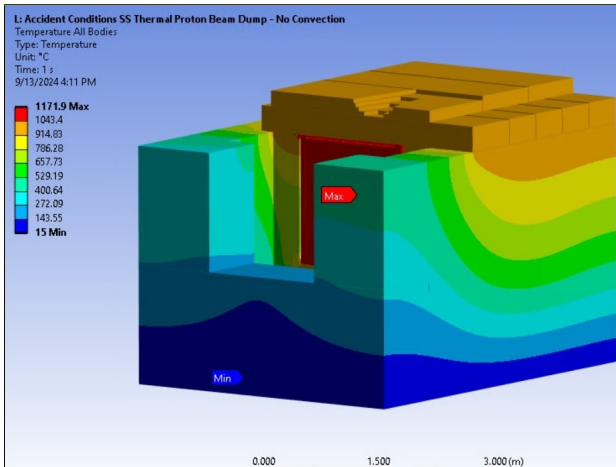 L: Accident Conditions SS Thermal Proton Beam Dump - No Convection
Temperature All Bodies
Type: Temperature
Unit: °C
Time: 1 s
9/13/2024 4:11 PM
1171.9 Max
1043.4
914.83
786.28
657.73
529.19
400.64
272.09
143.55
15 Min
Max
Min
0.000 1.500 3.000 (m)